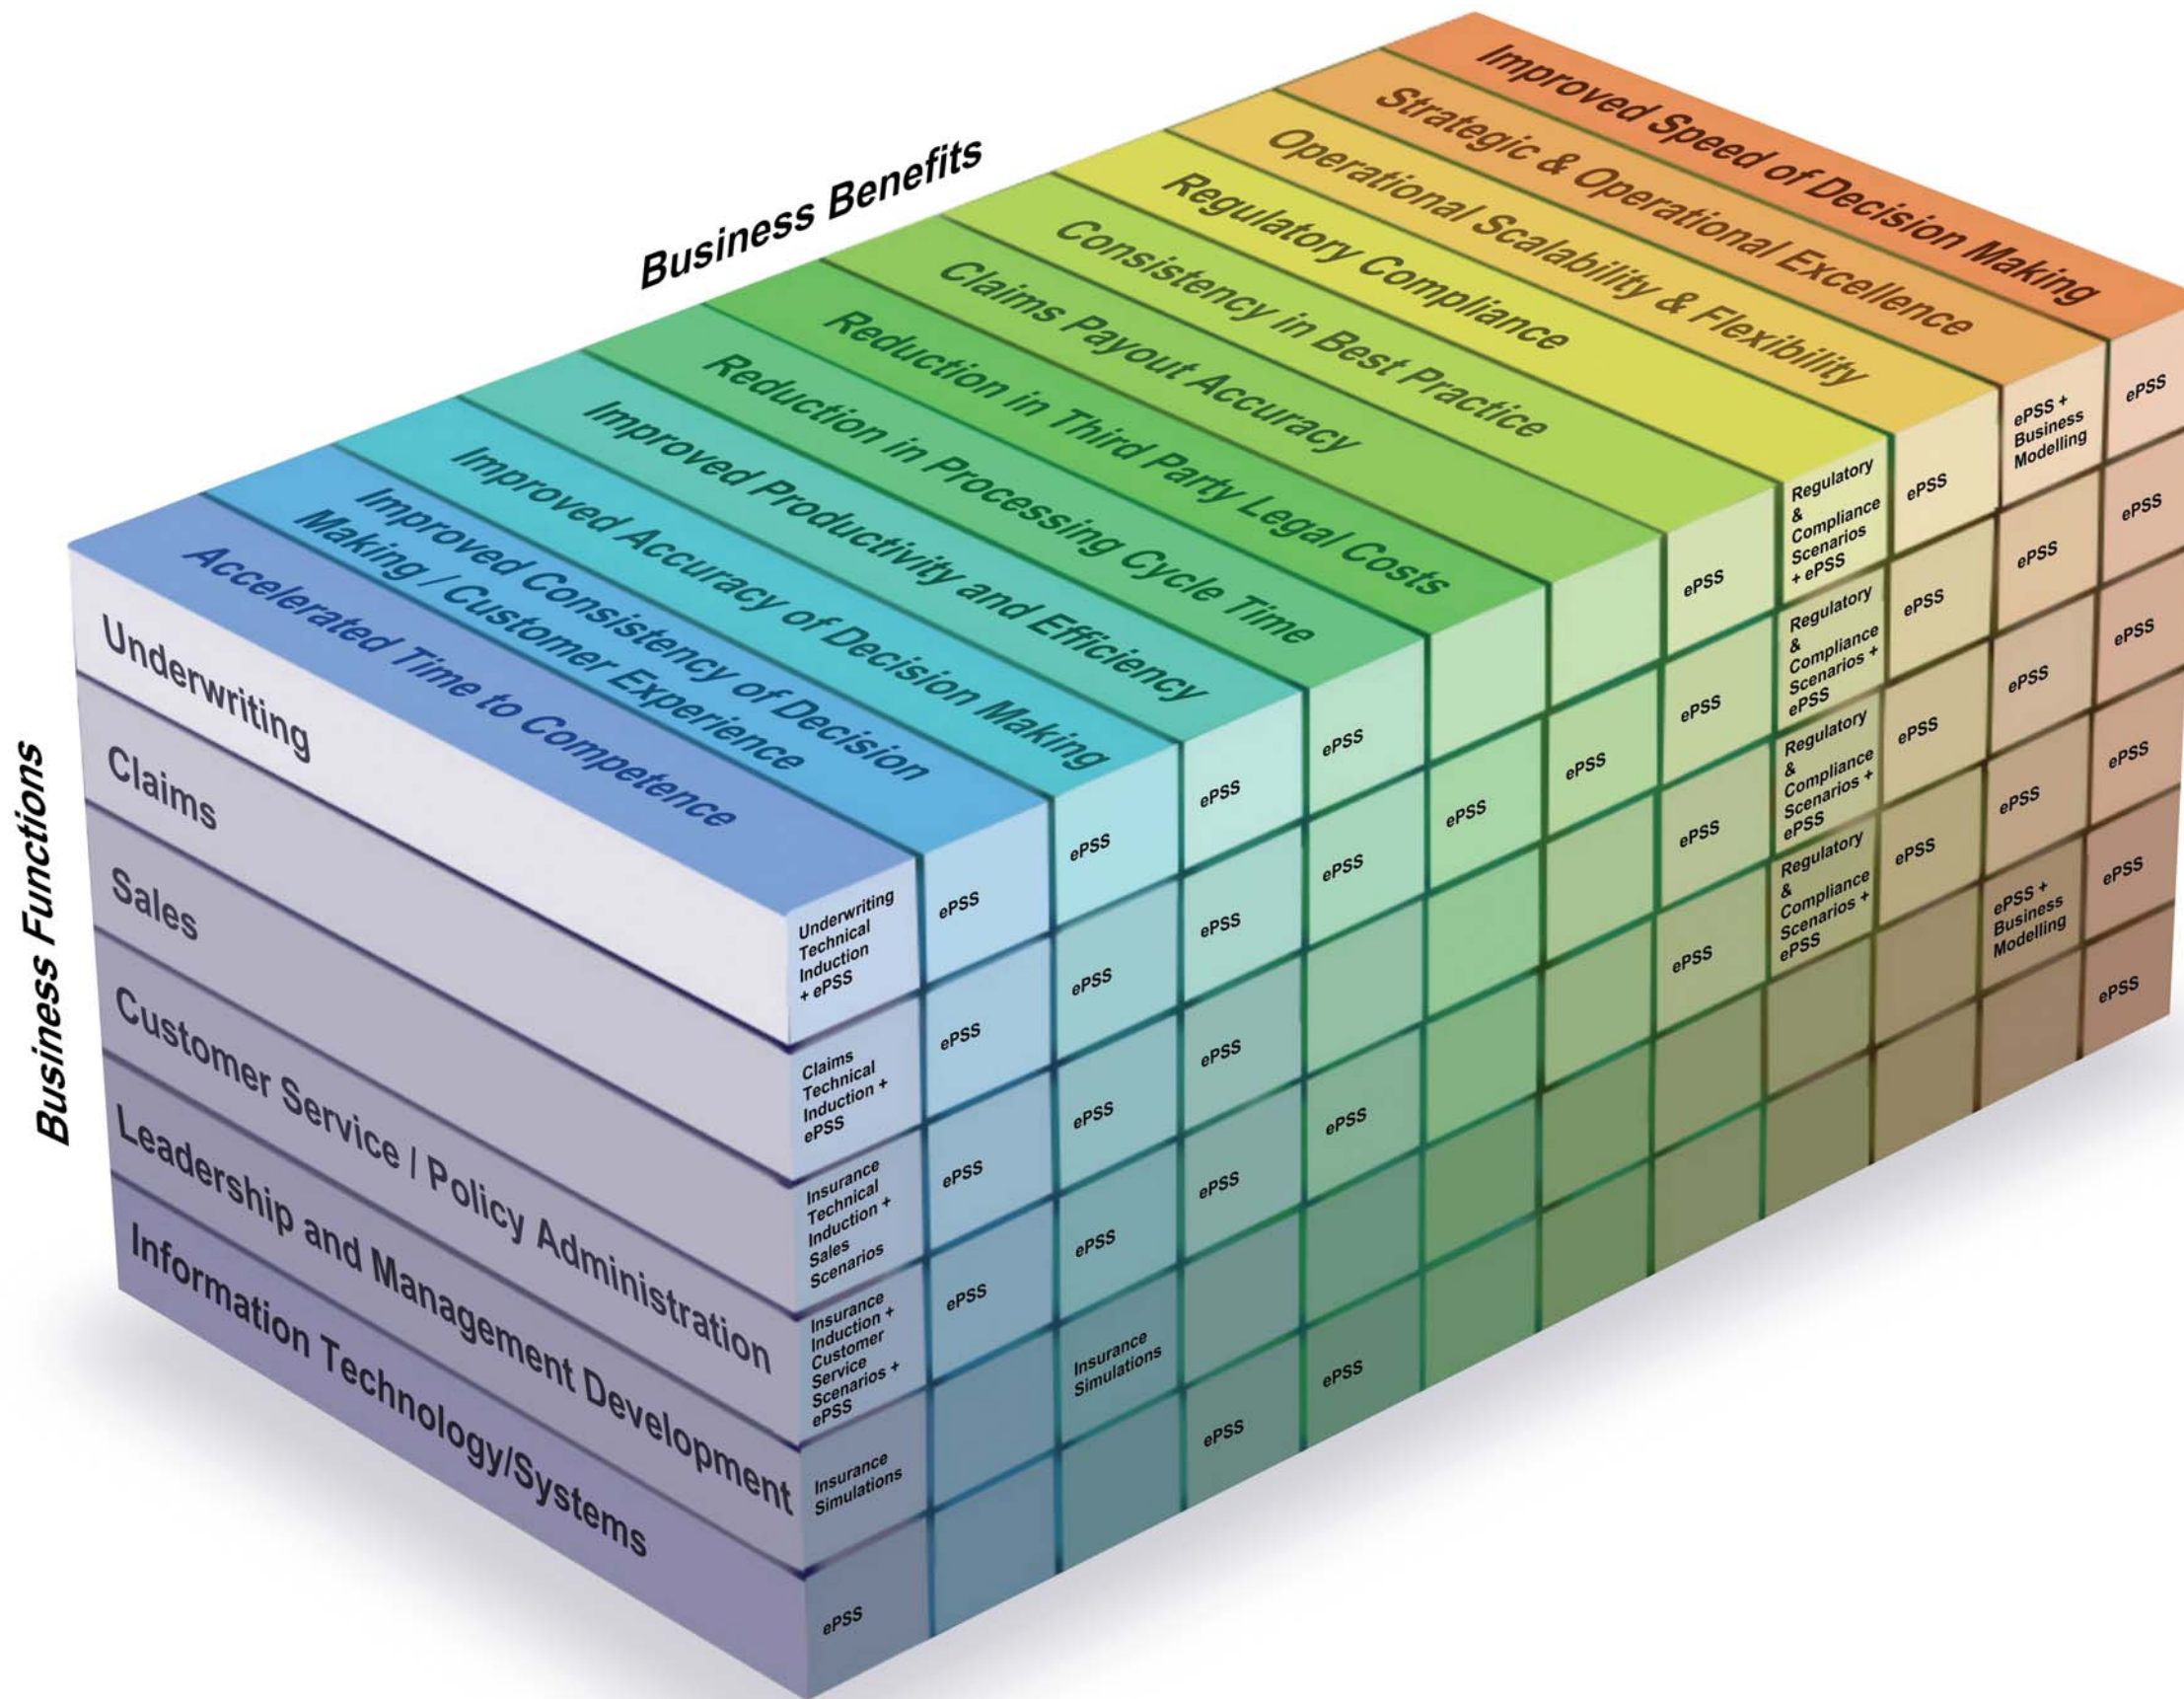 Business Benefits
Improved Speed of Decision Making
Strategic & Operational Excellence
Operational Scalability & Flexibility
Regulatory Compliance
Consistency in Best Practice
Claims Payout Accuracy
Reduction in Third Party Legal Costs
Reduction in Processing Cycle Time
Improved Productivity and Efficiency
Improved Accuracy of Decision Making
Improved Consistency of Decision
Making / Customer Experience
Accelerated Time to Competence
Business Functions
Underwriting
Claims
Sales
Customer Service / Policy Administration
Leadership and Management Development
Information Technology/Systems
Underwriting
Technical
Induction
+ ePSS
ePSS
ePSS
ePSS
ePSS
ePSS
Regulatory
&
Compliance
Scenarios
+ ePSS
ePSS
ePSS +
Business
Modelling
ePSS
Claims
Technical
Induction +
ePSS
ePSS
ePSS
ePSS
ePSS
ePSS
ePSS
ePSS
Regulatory
&
Compliance
Scenarios +
ePSS
ePSS
ePSS
ePSS
Insurance
Technical
Induction +
Sales
Scenarios
ePSS
ePSS
ePSS
ePSS
Regulatory
&
Compliance
Scenarios +
ePSS
ePSS
ePSS
ePSS
Insurance
Induction +
Customer
Service
Scenarios +
ePSS
ePSS
ePSS
ePSS
ePSS
ePSS
Regulatory
&
Compliance
Scenarios +
ePSS
ePSS
ePSS
ePSS
Insurance
Simulations
Insurance
Simulations
ePSS +
Business
Modelling
ePSS
ePSS
ePSS
ePSS
ePSS